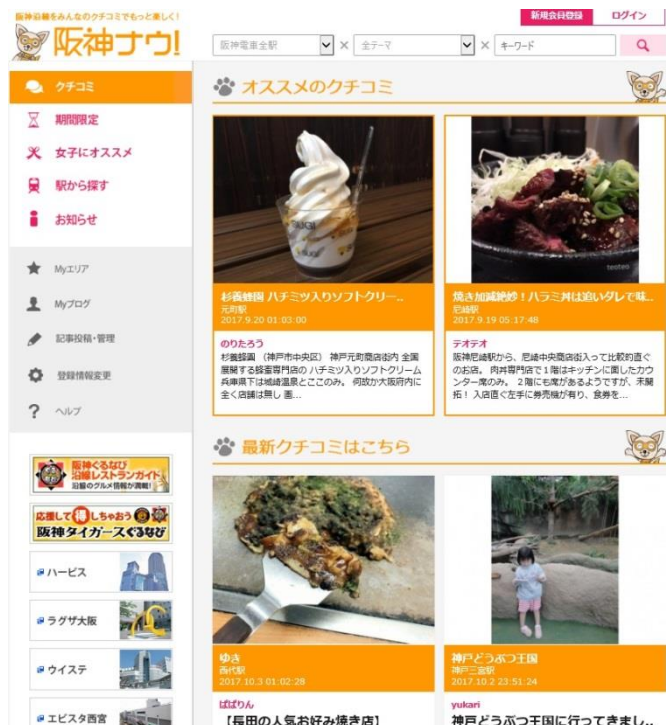 阪神沿線をみんなのクチコミでもっと楽しく!
阪神ナウ!
新規会員登録
ログイン
阪神電車全駅
×
全テーマ
×
キーワード
クチコミ
期間限定
女子にオススメ
駅から探す
お知らせ
Myエリア
Myブログ
記事投稿・管理
登録情報変更
? ヘルプ
阪神ぐるなび
沿線レストランガイド
沿線のグルメ情報が満載!
応援して得しちゃおう
阪神タイガースぐるなび
ハービス
ラグザ大阪
ウイステ
エビスタ西宮
オススメのクチコミ
杉養蜂園 ハチミツ入りソフトクリー..
元町駅
2017.9.20 01:03:00
のりたろう
杉養蜂園 (神戸市中央区) 神戸元町商店街内 全国
展開する蜂蜜専門店の ハチミツ入りソフトクリーム
兵庫県下は城崎温泉とここのみ。 何故か大阪府内に
全く店舗は無し 画...
testeo
焼き加減絶妙!ハラミ丼は追いダレで味..
尼崎駅
2017.9.19 05:17:48
テオテオ
阪神尼崎駅から、尼崎中央商店街入って比較的直ぐ
のお店。 肉丼専門店で1階はキッチンに面したカウ
ンター席のみ。 2階にも席があるようですが、未開
拓! 入店直ぐ左手に券売機が有り、食券を...
最新クチコミはこちら
ゆき
西代駅
2017.10.3 01:02:28
ぱぱりん
【長田の人気お好み焼き店】
神戸どうぶつ王国
神戸三宮駅
2017.10.2 23:51:24
yukari
神戸どうぶつ王国に行ってきまし..